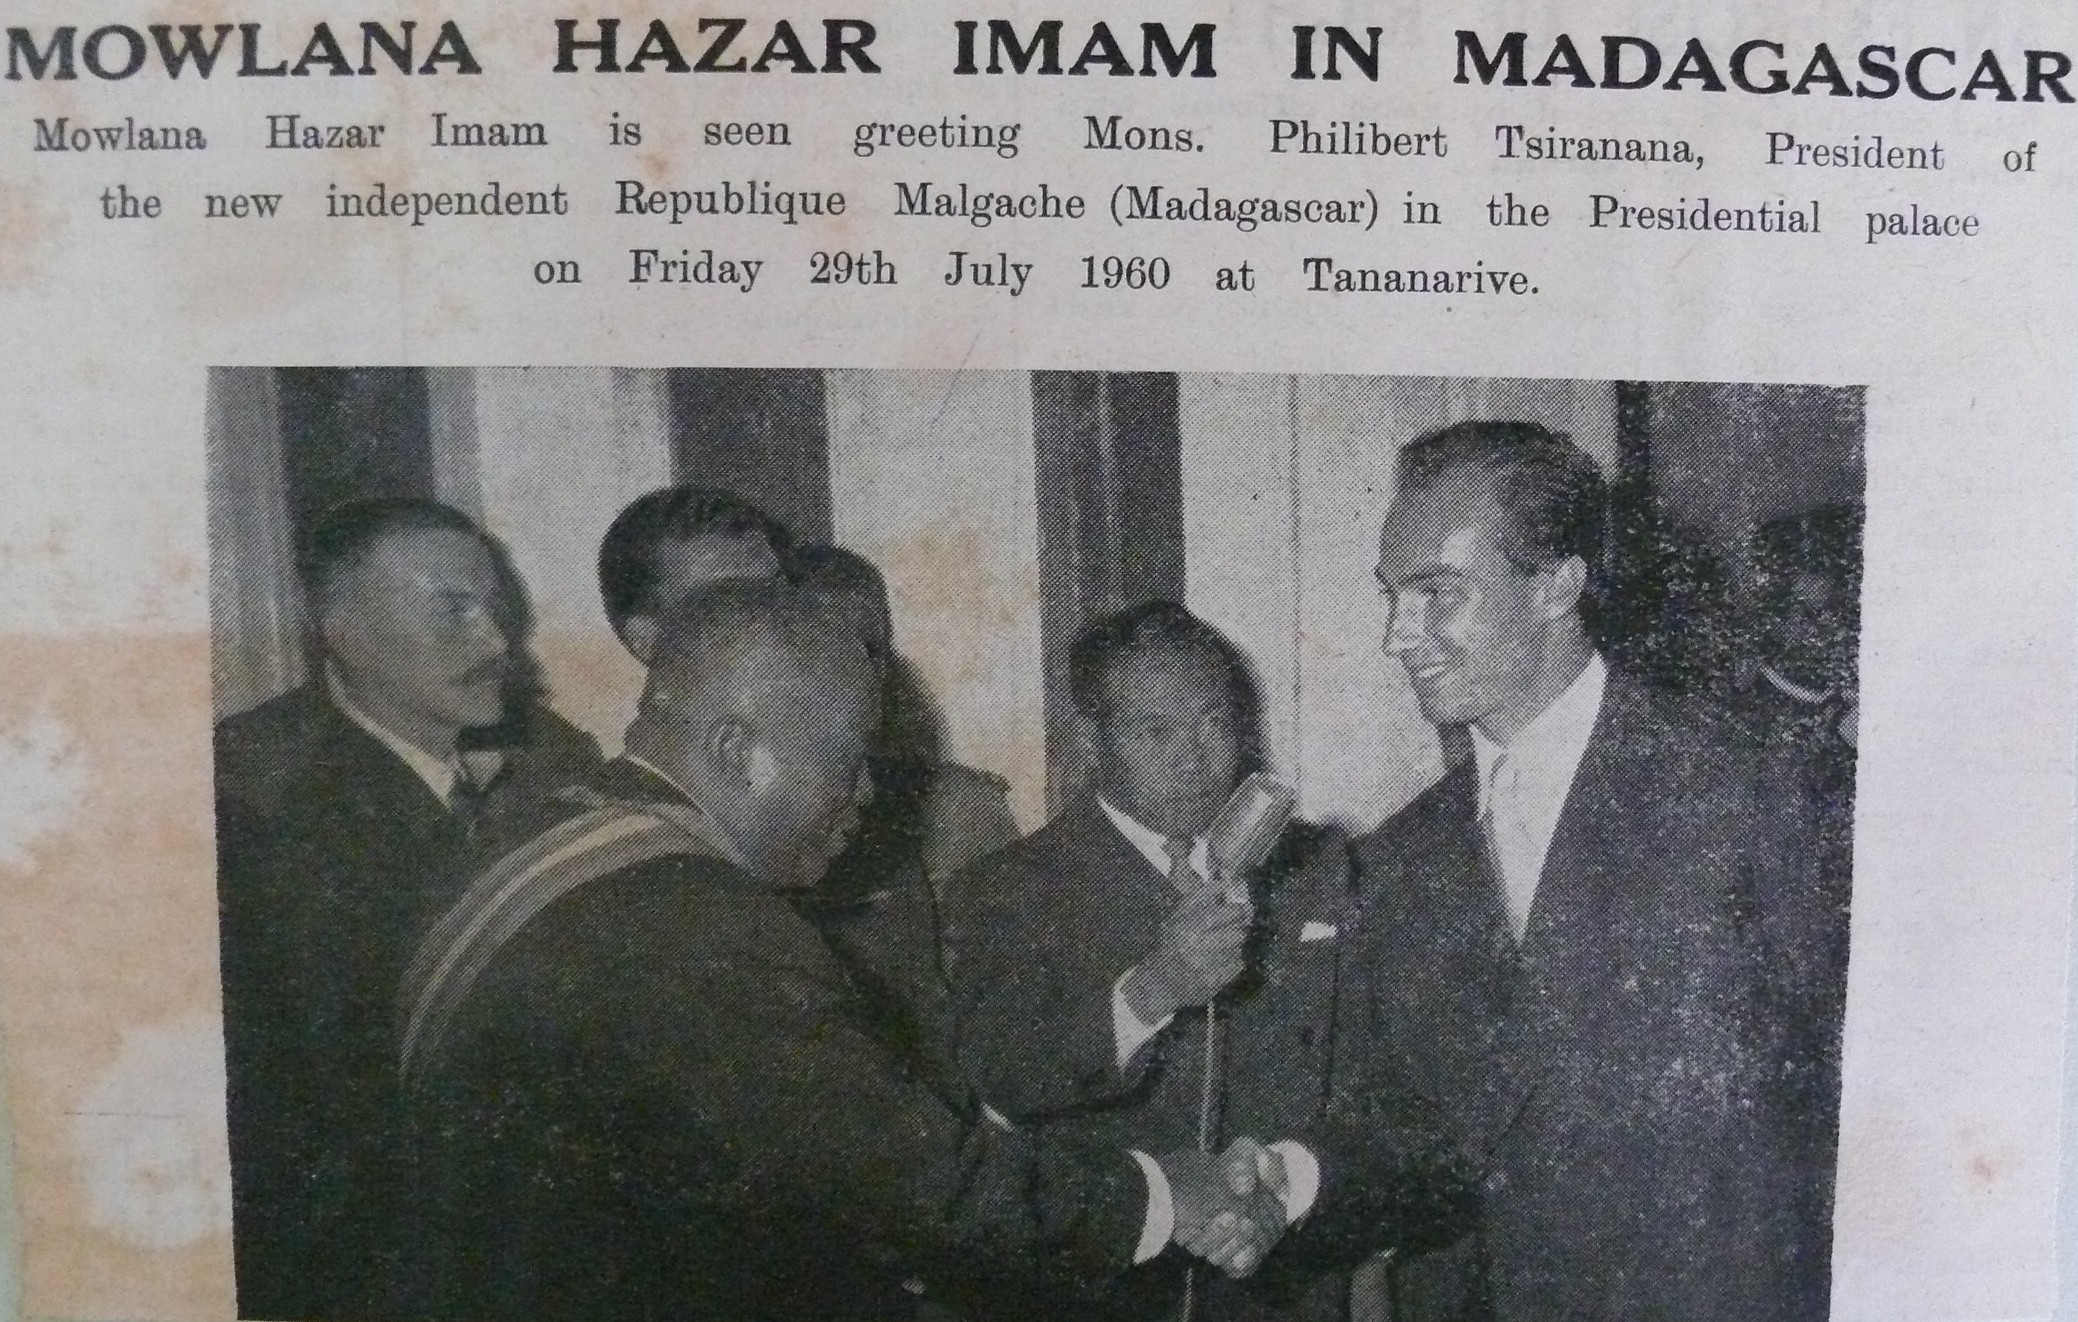 MOWLANA HAZAR IMAM IN MADAGASCAR
Mowlana Hazar Imam is seen greeting Mons. Philibert Tsiranana, President of
the new independent Republique Malgache (Madagascar) in the Presidential palace
on Friday 29th July 1960 at Tananarive.